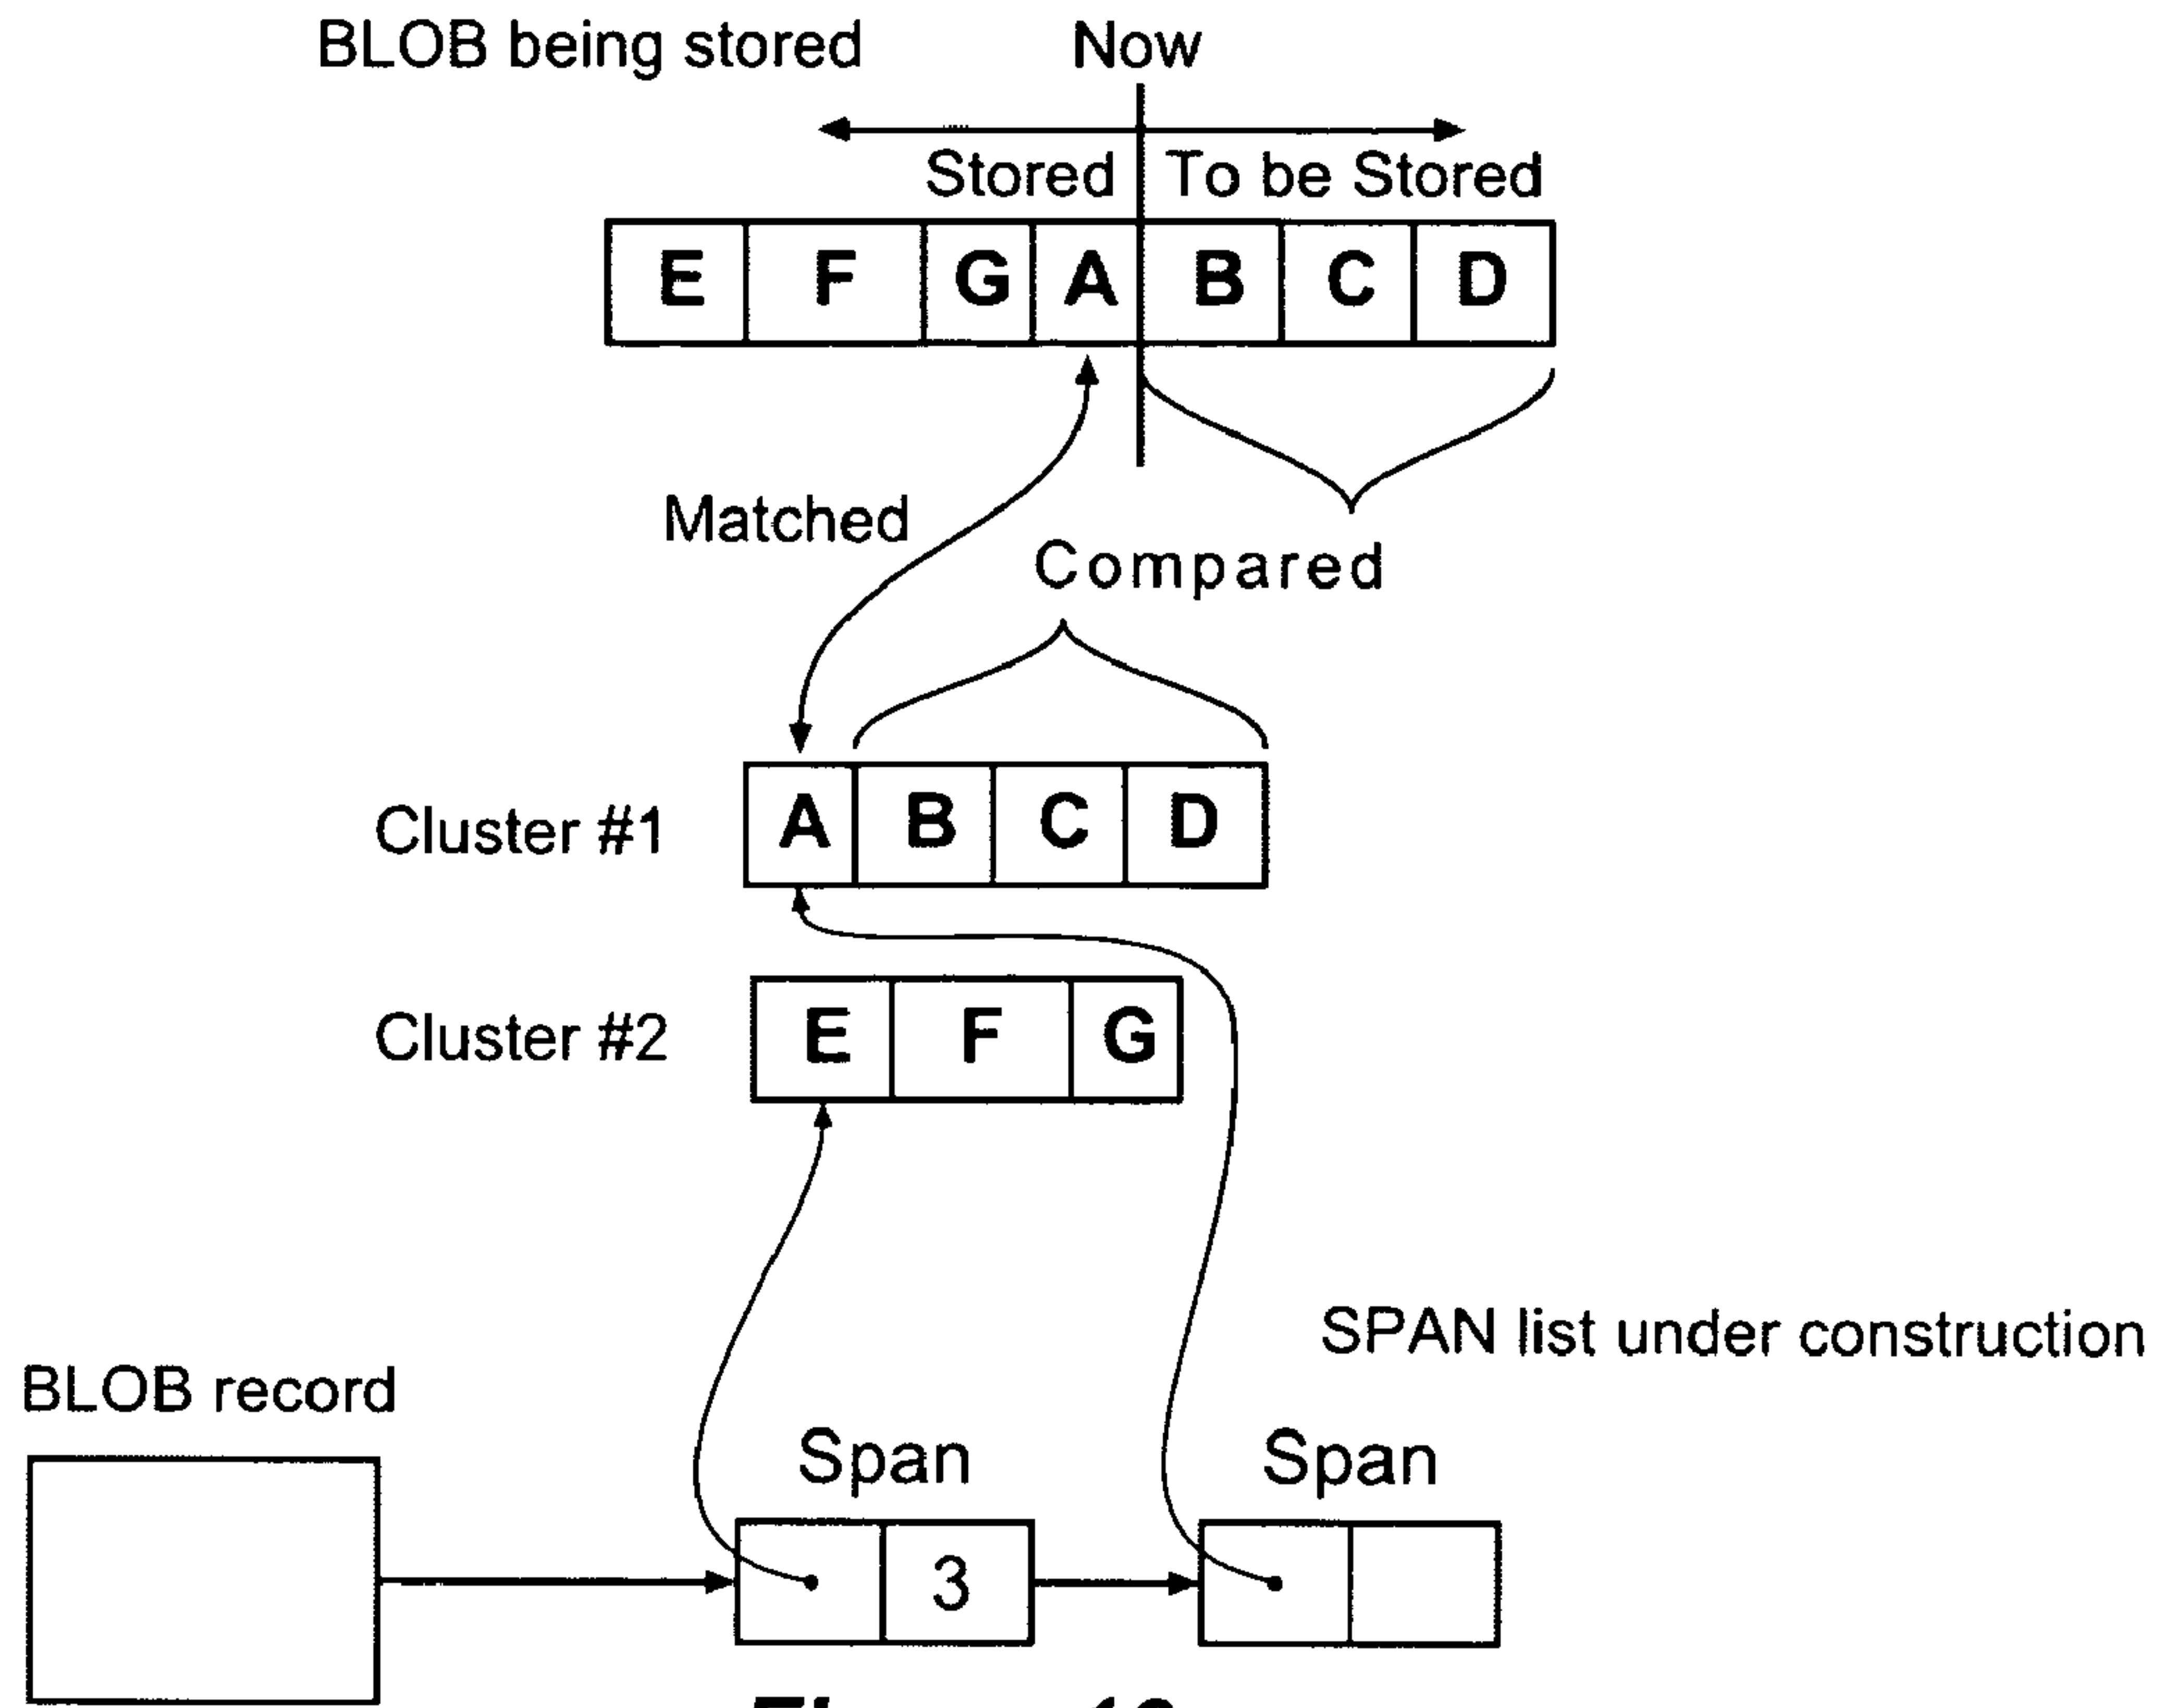 BLOB being stored Now
Stored To be Stored
E F G A B C D
Matched
Compared
Cluster #1 A B C D
Cluster #2 E F G
SPAN list under construction
BLOB record
Span Span
3